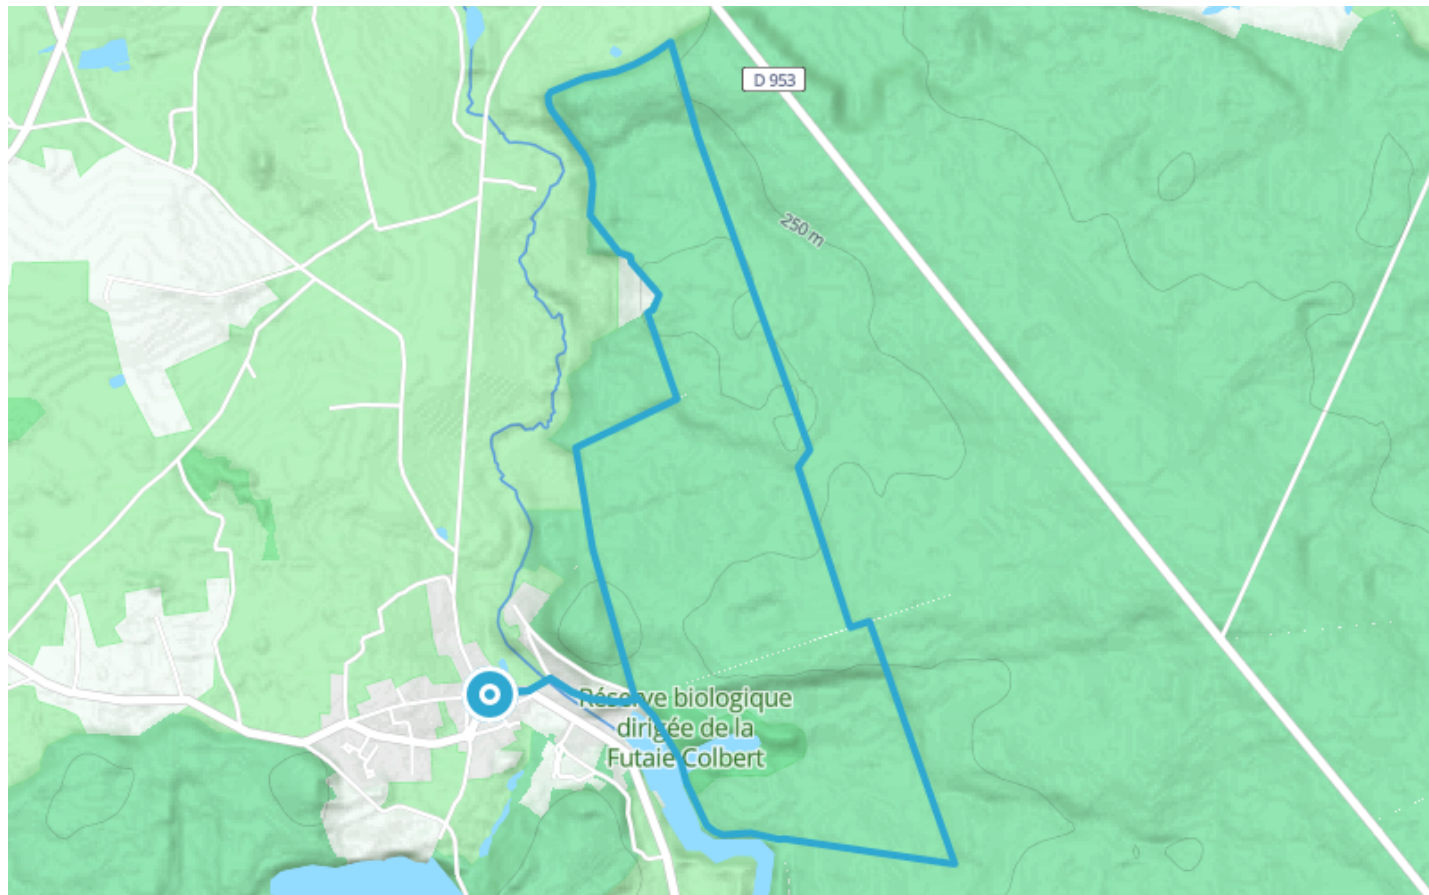 D 953
250 m
Réserve biologique
dirigée de la
Futaie Colbert